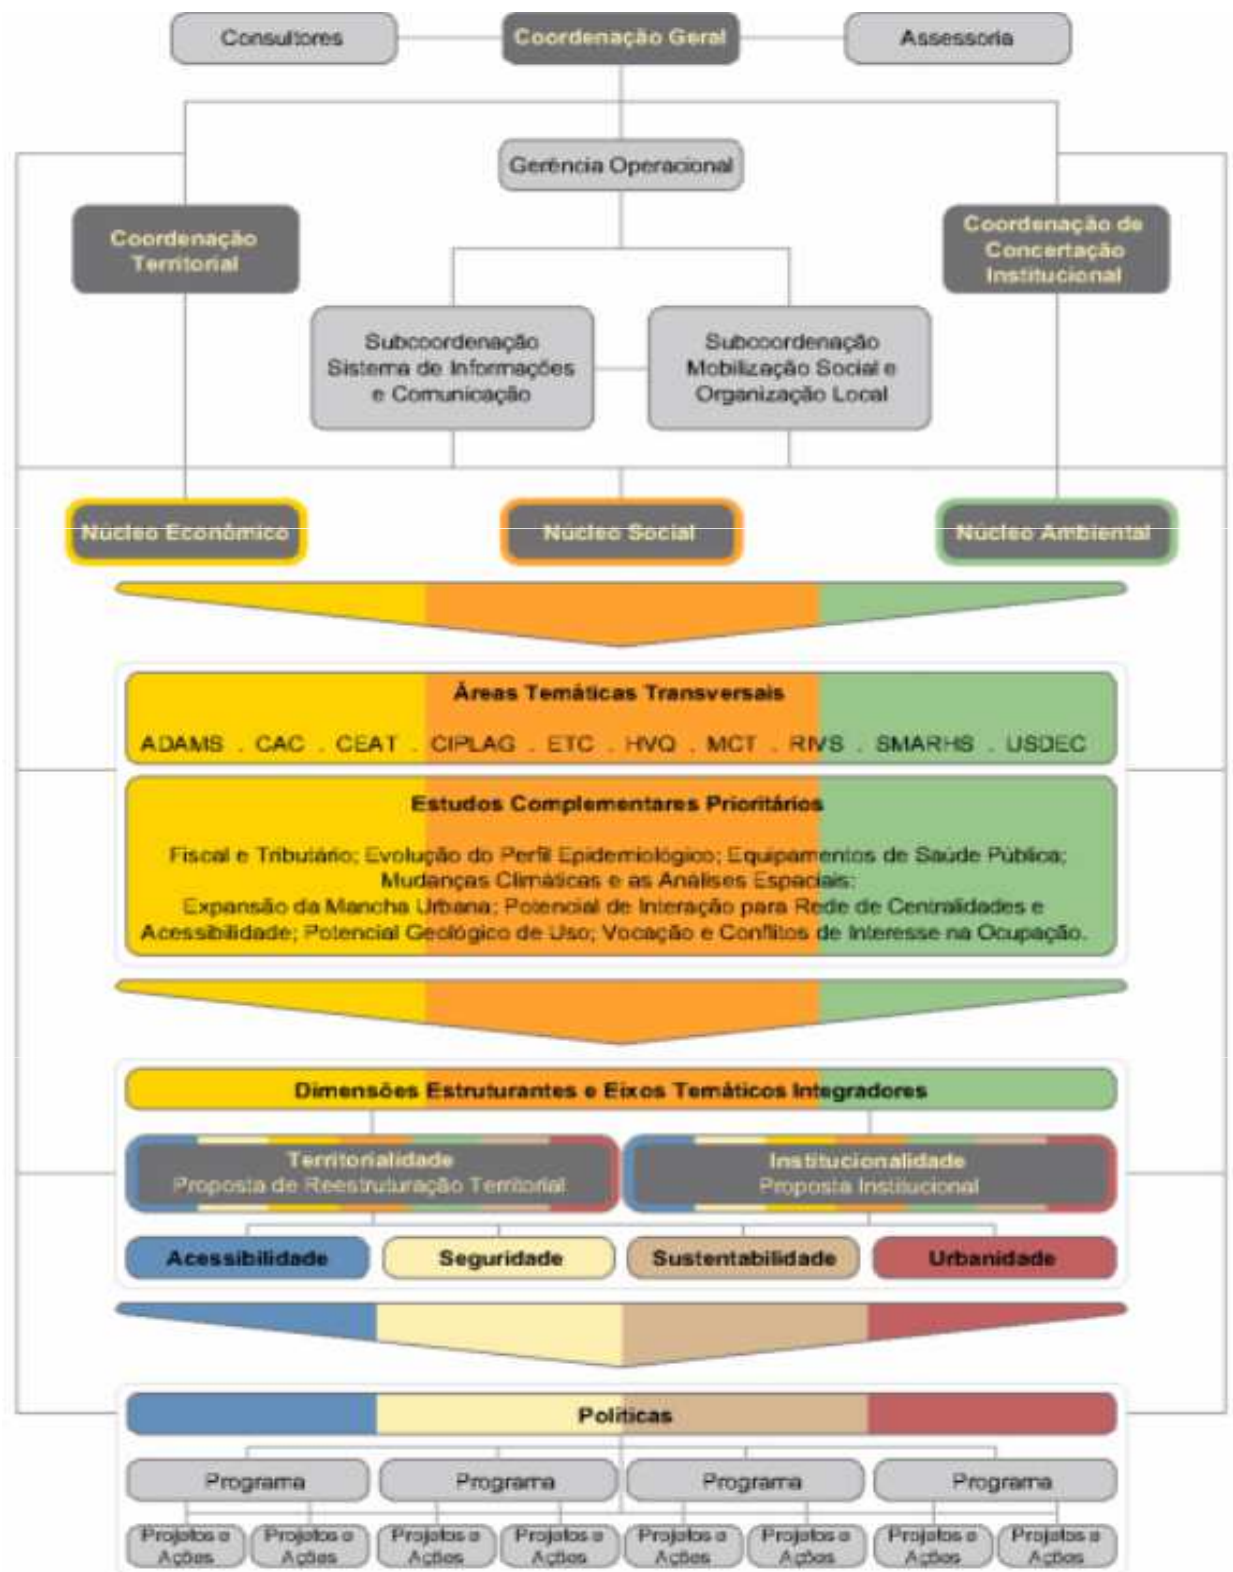 Consultores
Coordenação Geral
Assessoria
Gerência Operacional
Coordenação
Territorial
Coordenação de
Concertação
Institucional
Subcoordenação
Sistema de Informações
e Comunicação
Subcoordenação
Mobilização Social e
Organização Local
Núcleo Econômico
Núcleo Social
Núcleo Ambiental
Áreas Temáticas Transversais
ADAMS . CAC . CEAT . CIPLAG . ETC . HVQ . MCT . RIVS . SMARHS . USDEC
Estudos Complementares Prioritários
Fiscal e Tributário; Evolução do Perfil Epidemiológico; Equipamentos de Saúde Pública;
Mudanças Climáticas e as Análises Espaciais;
Expansão da Mancha Urbana; Potencial de Interação para Rede de Centralidades e
Acessibilidade; Potencial Geológico de Uso; Vocação e Conflitos de Interesse na Ocupação.
Dimensões Estruturantes e Eixos Temáticos Integradores
Territorialidade
Proposta de Reestruturação Territorial
Institucionalidade
Proposta Institucional
Acessibilidade
Seguridade
Sustentabilidade
Urbanidade
Políticas
Programa
Programa
Programa
Programa
Projetos e
Ações
Projetos e
Ações
Projetos e
Ações
Projetos e
Ações
Projetos e
Ações
Projetos e
Ações
Projetos e
Ações
Projetos e
Ações